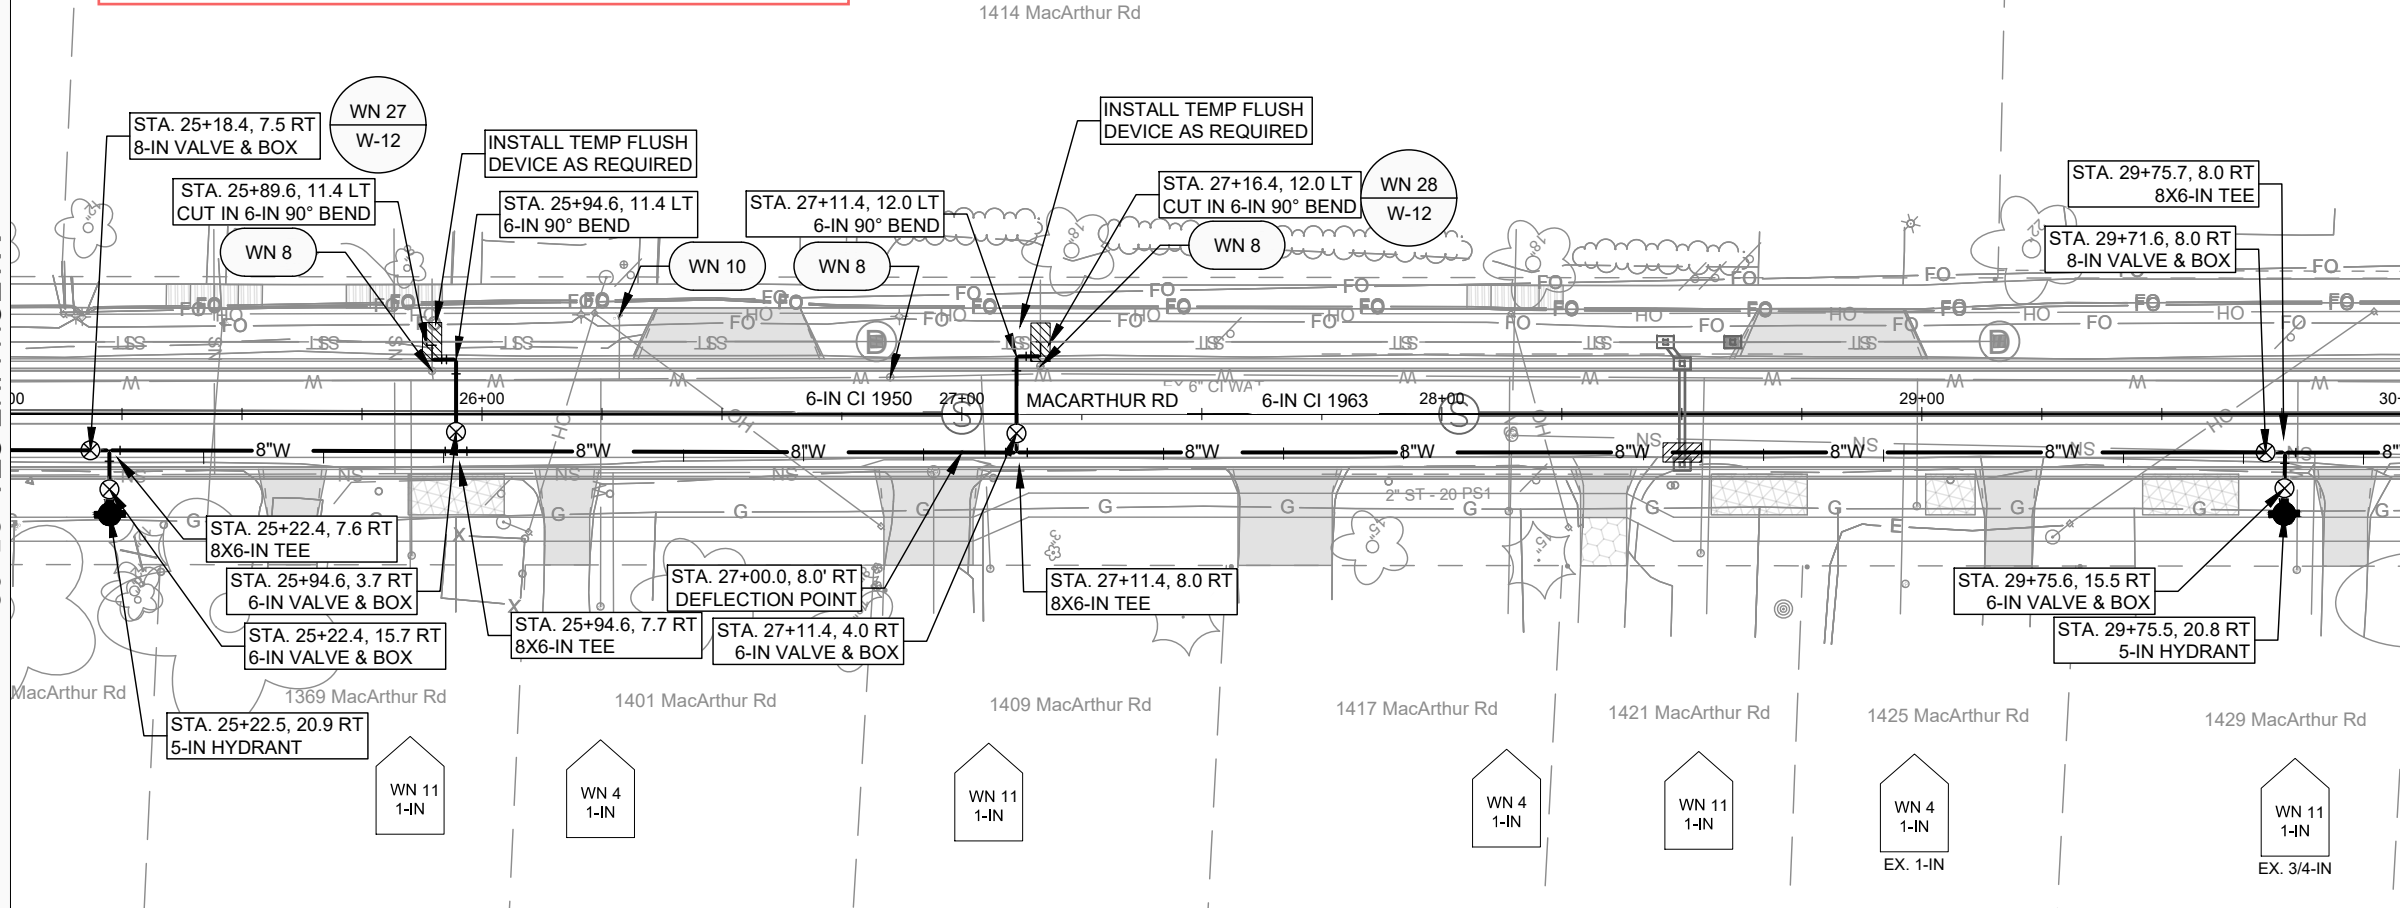 1414 MacArthur Rd
STA. 25+18.4, 7.5 RT
8-IN VALVE & BOX
WN 27
W-12
INSTALL TEMP FLUSH
DEVICE AS REQUIRED
INSTALL TEMP FLUSH
DEVICE AS REQUIRED
STA. 25+89.6, 11.4 LT
CUT IN 6-IN 90° BEND
STA. 25+94.6, 11.4 LT
6-IN 90° BEND
STA. 27+11.4, 12.0 LT
6-IN 90° BEND
STA. 27+16.4, 12.0 LT
CUT IN 6-IN 90° BEND
WN 28
W-12
STA. 29+75.7, 8.0 RT
8X6-IN TEE
STA. 29+71.6, 8.0 RT
8-IN VALVE & BOX
WN 8
WN 10
WN 8
WN 8
26+00
6-IN CI 1950
27+00
MACARTHUR RD
6-IN CI 1963
28+00
29+00
8"W
8"W
8"W
8"W
8"W
8"W
8"W
8"W
2" ST - 20 PS1
STA. 25+22.4, 7.6 RT
8X6-IN TEE
STA. 25+94.6, 3.7 RT
6-IN VALVE & BOX
STA. 25+22.4, 15.7 RT
6-IN VALVE & BOX
STA. 25+94.6, 7.7 RT
8X6-IN TEE
STA. 27+00.0, 8.0' RT
DEFLECTION POINT
STA. 27+11.4, 4.0 RT
6-IN VALVE & BOX
STA. 27+11.4, 8.0 RT
8X6-IN TEE
STA. 29+75.6, 15.5 RT
6-IN VALVE & BOX
STA. 29+75.5, 20.8 RT
5-IN HYDRANT
MacArthur Rd
1369 MacArthur Rd
1401 MacArthur Rd
1409 MacArthur Rd
1417 MacArthur Rd
1421 MacArthur Rd
1425 MacArthur Rd
1429 MacArthur Rd
STA. 25+22.5, 20.9 RT
5-IN HYDRANT
WN 11
1-IN
WN 4
1-IN
WN 11
1-IN
WN 4
1-IN
WN 11
1-IN
WN 4
1-IN
EX. 1-IN
WN 11
1-IN
EX. 3/4-IN